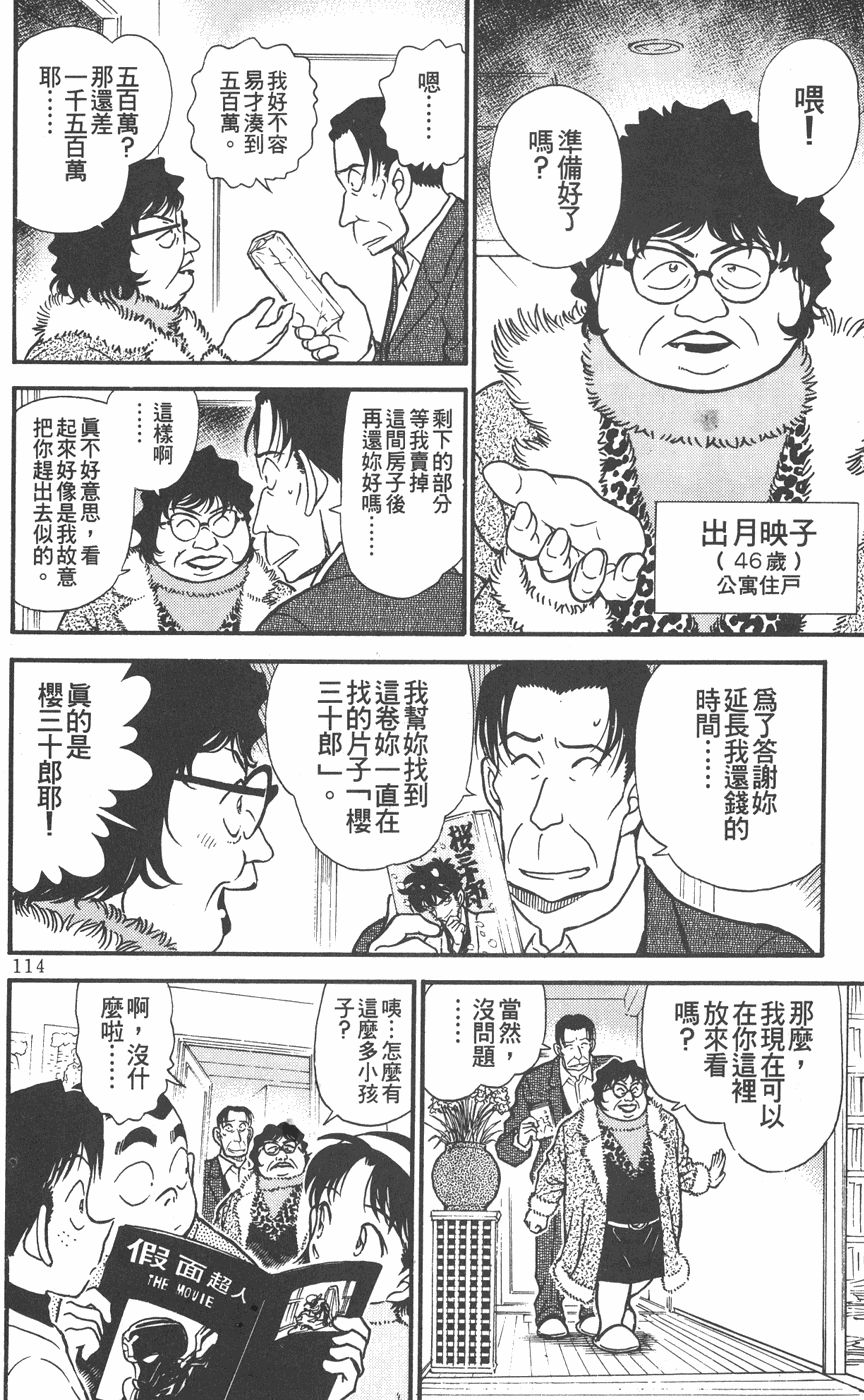 喂！
準備好了
嗎？
出月映子
（46歲）
公寓住戶
嗯……
我好不容
易才湊到
五百萬。
五百萬？
那還差
一千五百萬
耶……
剩下的部分
等我賣掉
這間房子後
再還妳好嗎……
這樣啊
……
眞不好意思，看
起來好像是我故意
把你趕出去似的。
爲了答謝妳
延長我還錢的
時間……
我幫妳找到
這卷妳一直在
找的片子「櫻
三十郎」。
桜三十郎
眞的是
櫻三十郎耶！
114
那麼，
我現在可以
在你這裡
放來看
嗎？
當然，
沒問題
……
咦…怎麼有
這麼多小孩
子？
啊，沒什
麼啦……
假面超人
THE MOVIE